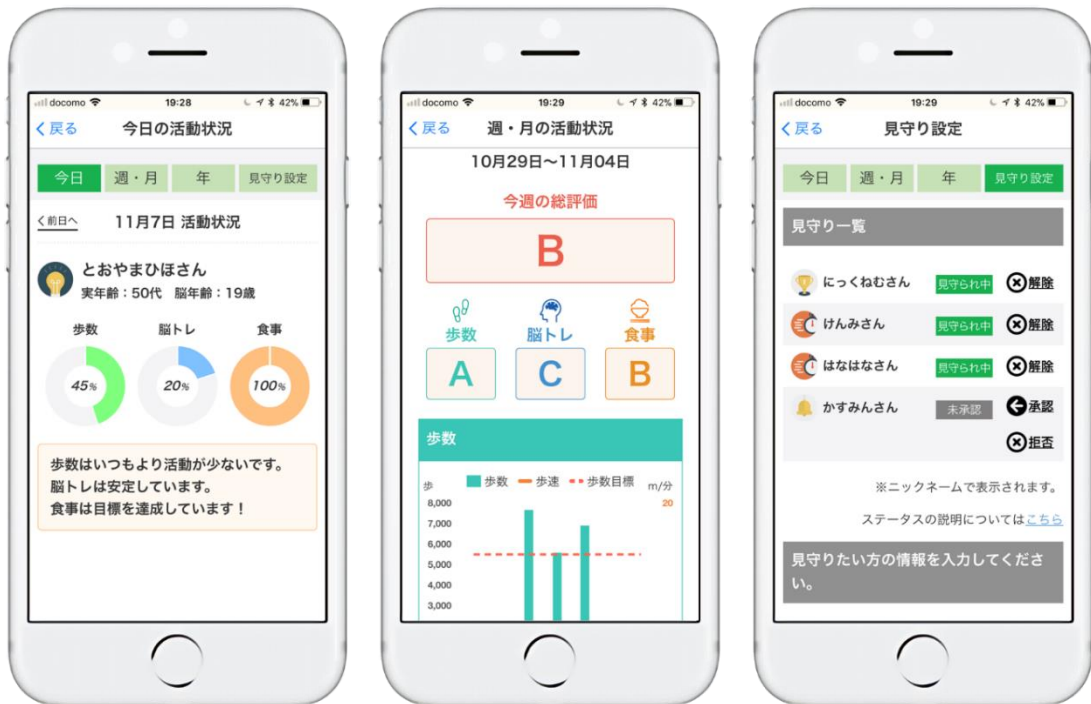 docomo 19:28 42%
戻る 今日の活動状況
今日 週・月 年 見守り設定
前日へ 11月7日 活動状況
とおやまひほさん
実年齢：50代 脳年齢：19歳
歩数 脳トレ 食事
45% 20% 100%
歩数はいつもより活動が少ないです。
脳トレは安定しています。
食事は目標を達成しています！
docomo 19:29 42%
戻る 週・月の活動状況
10月29日～11月04日
今週の総評価
B
歩数 脳トレ 食事
A C B
歩数
歩 歩数 歩速 歩数目標 m/分
8,000 20
7,000
6,000
5,000
4,000
3,000
docomo 19:29 42%
戻る 見守り設定
今日 週・月 年 見守り設定
見守り一覧
にっくねむさん 見守られ中 解除
けんみさん 見守られ中 解除
はなはなさん 見守られ中 解除
かすみんさん 未承認 承認
拒否
※ニックネームで表示されます。
ステータスの説明についてはこちら
見守りたい方の情報を入力してくださ
い。